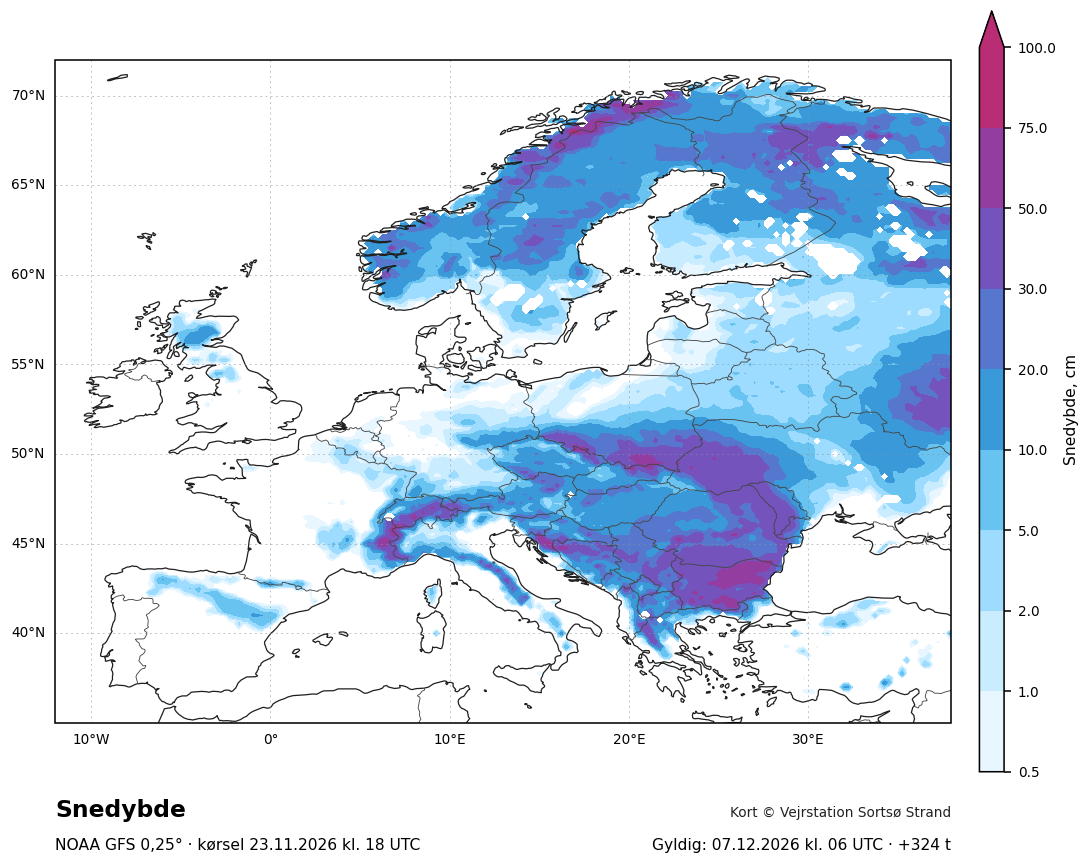 100.0
75.0
50.0
30.0
20.0
10.0
5.0
2.0
1.0
0.5
Snedybde, cm
70°N
65°N
60°N
55°N
50°N
45°N
40°N
10°W
0°
10°E
20°E
30°E
Snedybde
Kort © Vejrstation Sortsø Strand
NOAA GFS 0,25° · kørsel 23.11.2026 kl. 18 UTC
Gyldig: 07.12.2026 kl. 06 UTC · +324 t